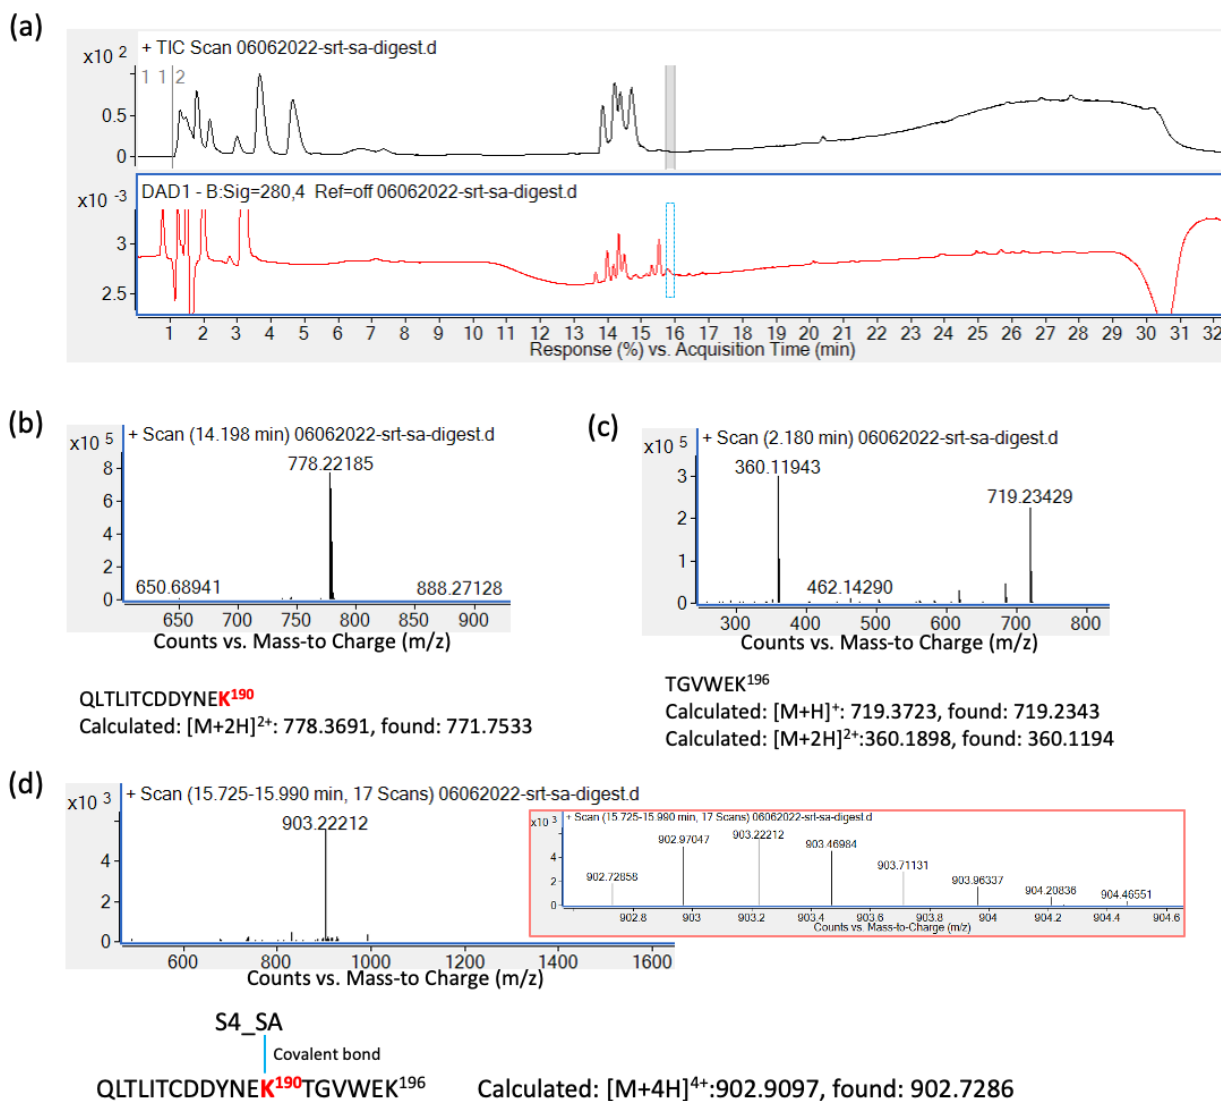 (a)
+ TIC Scan 06062022-srt-sa-digest.d
x10 2
1 1 2
0.5
0
DAD1 - B:Sig=280,4 Ref=off 06062022-srt-sa-digest.d
x10 -3
3
2.5
1 2 3 4 5 6 7 8 9 10 11 12 13 14 15 16 17 18 19 20 21 22 23 24 25 26 27 28 29 30 31 32
Response (%) vs. Acquisition Time (min)
(b)
+ Scan (14.198 min) 06062022-srt-sa-digest.d
x10 5
778.22185
8
6
4
2
0
650.68941
888.27128
650 700 750 800 850 900
Counts vs. Mass-to Charge (m/z)
QLTLITCDDYNEK¹⁹⁰
Calculated: [M+2H]²⁺: 778.3691, found: 771.7533
(c)
+ Scan (2.180 min) 06062022-srt-sa-digest.d
x10 5
360.11943
719.23429
3
2
1
0
462.14290
300 400 500 600 700 800
Counts vs. Mass-to Charge (m/z)
TGVWEK¹⁹⁶
Calculated: [M+H]⁺: 719.3723, found: 719.2343
Calculated: [M+2H]²⁺:360.1898, found: 360.1194
(d)
+ Scan (15.725-15.990 min, 17 Scans) 06062022-srt-sa-digest.d
x10 3
903.22212
4
2
0
600 800 1000 1200 1400 1600
Counts vs. Mass-to Charge (m/z)
+ Scan (15.725-15.990 min, 17 Scans) 06062022-srt-sa-digest.d
x10 3
902.72858
902.97047
903.22212
903.46984
903.71131
903.96337
904.20836
904.46551
4
2
0
902.8 903 903.2 903.4 903.6 903.8 904 904.2 904.4 904.6
Counts vs. Mass-to-Charge (m/z)
S4_SA
Covalent bond
QLTLITCDDYNEK¹⁹⁰TGVWEK¹⁹⁶
Calculated: [M+4H]⁴⁺:902.9097, found: 902.7286